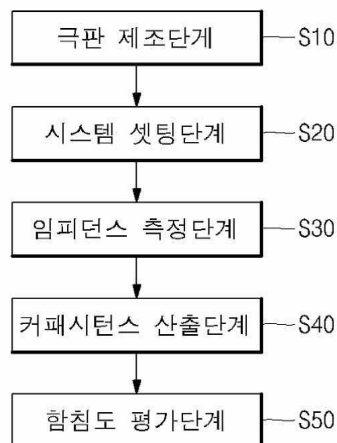 극판 제조단게 S10
시스템 셋팅단계 S20
임피던스 측정단계 S30
커패시턴스 산출단계 S40
함침도 평가단계 S50